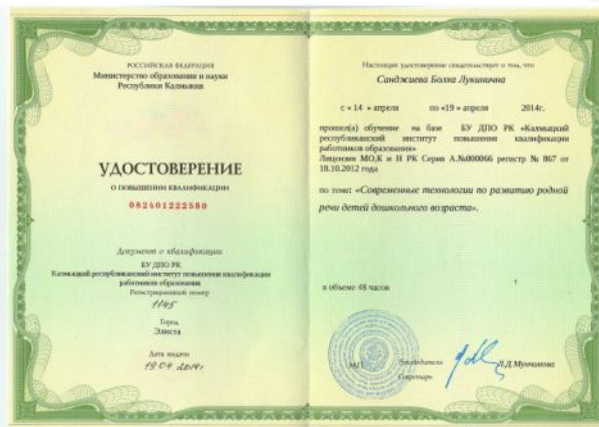 РОССИЙСКАЯ ФЕДЕРАЦИЯ
Министерство образования и науки
Республики Калмыкия
УДОСТОВЕРЕНИЕ
О ПОВЫШЕНИИ КВАЛИФИКАЦИИ
082401222580
Документ о квалификации
БУ ДПО РК
Калмыцкий республиканский институт повышения квалификации
работников образования
Регистрационный номер
1145
Город
Элиста
Дата выдачи
19.04.2014г
Настоящее удостоверение свидетельствует о том, что
Санджиева Болха Лукинична
с « 14 » апреля по «19 » апреля 2014г.
прошел(а) обучение на базе БУ ДПО РК «Калмыцкий
республиканский институт повышения квалификации
работников образования»
Лицензия МО,К и Н РК Серия А.№000066 регистр № 867 от
18.10.2012 года
по теме: «Современные технологии по развитию родной
речи детей дошкольного возраста».
в объеме 48 часов
М.П.
Руководитель
Л.Д.Мунчинова
Секретарь